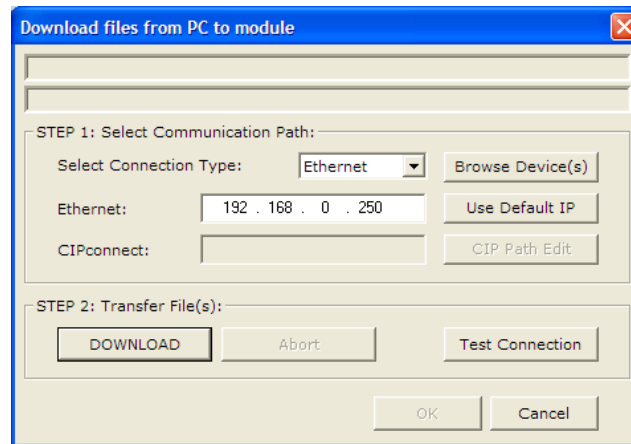 Download files from PC to module
STEP 1: Select Communication Path:
Select Connection Type: Ethernet Browse Device(s)
Ethernet: 192 . 168 . 0 . 250 Use Default IP
CIPconnect: CIP Path Edit
STEP 2: Transfer File(s):
DOWNLOAD Abort Test Connection
OK Cancel